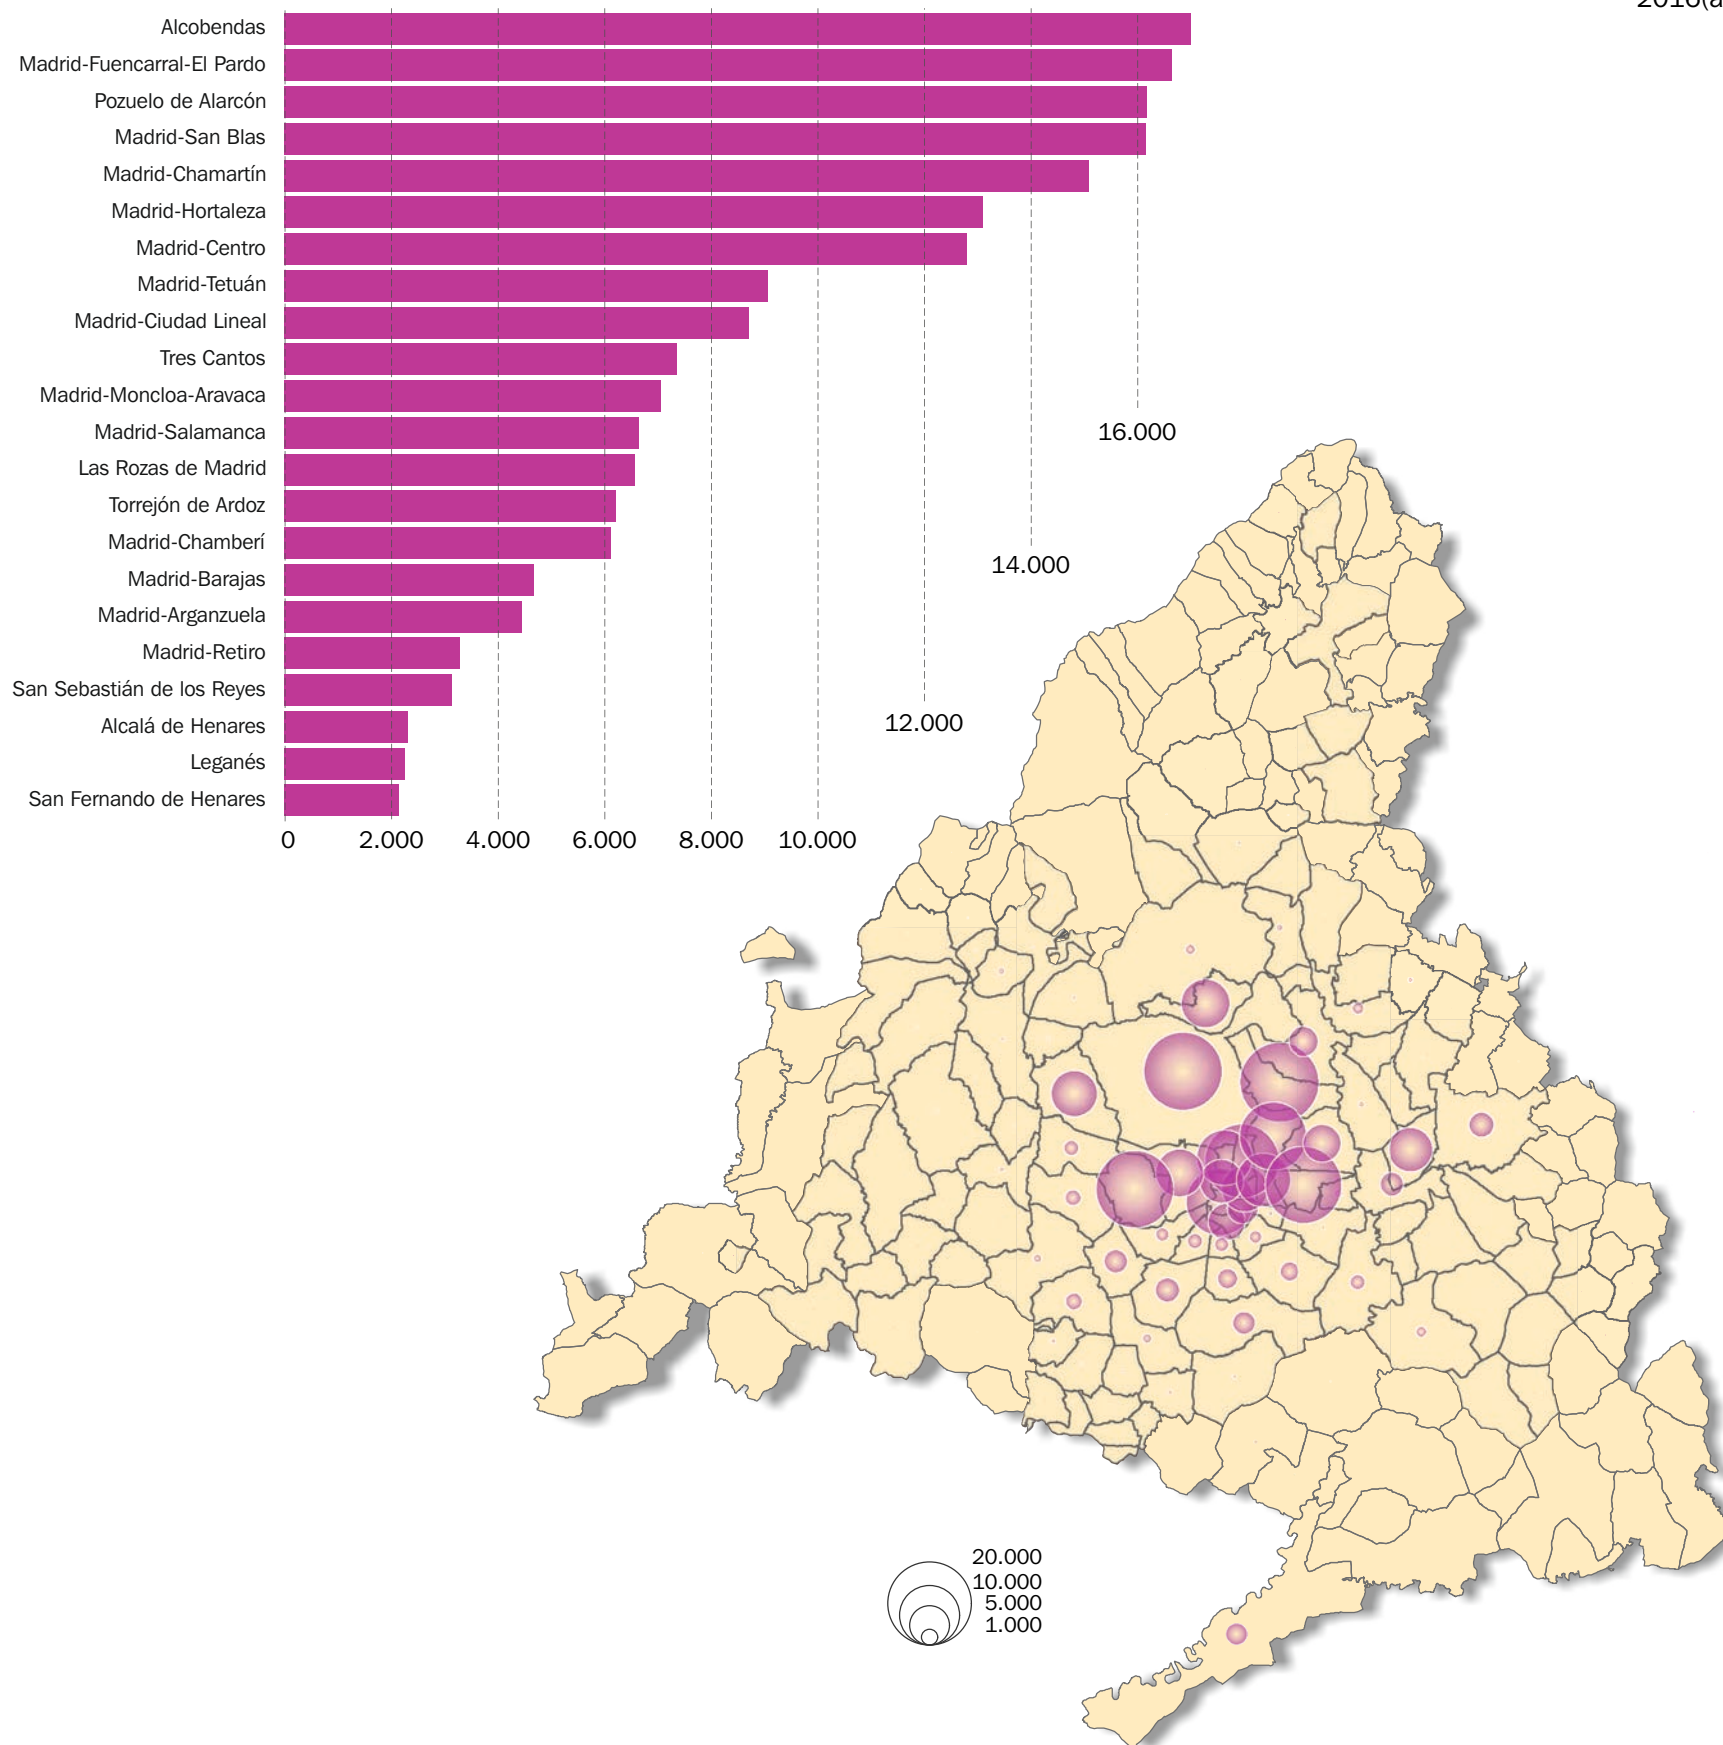 2016(a
Alcobendas
Madrid-Fuencarral-El Pardo
Pozuelo de Alarcón
Madrid-San Blas
Madrid-Chamartín
Madrid-Hortaleza
Madrid-Centro
Madrid-Tetuán
Madrid-Ciudad Lineal
Tres Cantos
Madrid-Moncloa-Aravaca
Madrid-Salamanca
Las Rozas de Madrid
Torrejón de Ardoz
Madrid-Chamberí
Madrid-Barajas
Madrid-Arganzuela
Madrid-Retiro
San Sebastián de los Reyes
Alcalá de Henares
Leganés
San Fernando de Henares
0 2.000 4.000 6.000 8.000 10.000
12.000
14.000
16.000
20.000
10.000
5.000
1.000